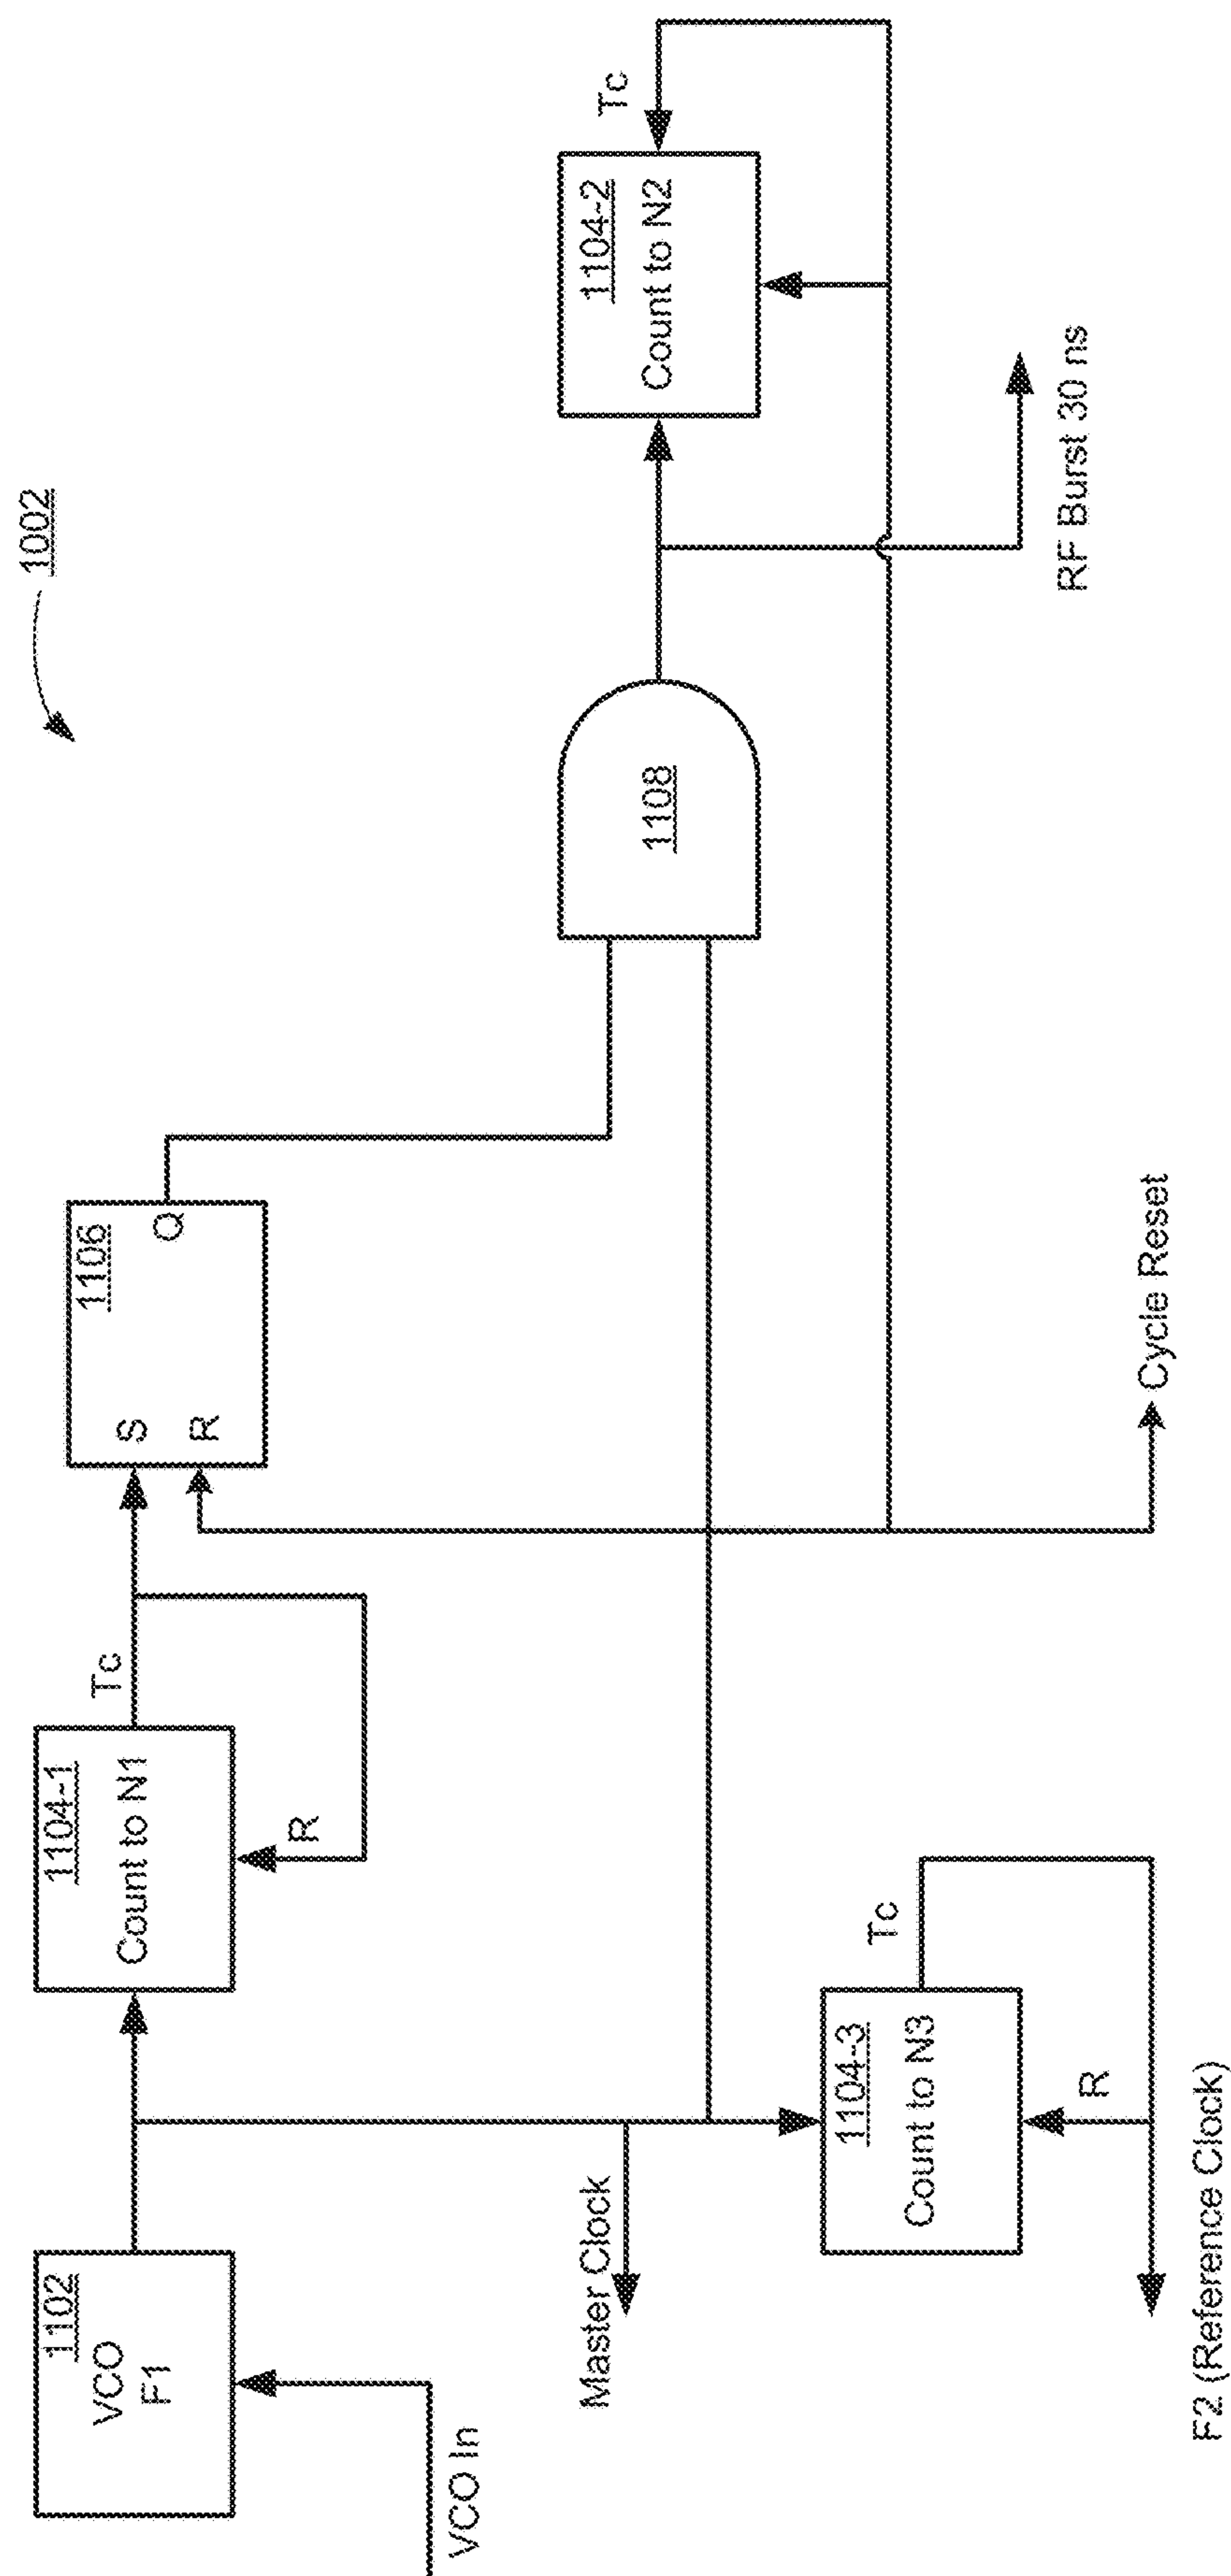 1002
1102
VCO
F1
VCO In
1104-1
Count to N1
Tc
R
1106
S
R
Q
1108
1104-2
Count to N2
Tc
RF Burst 30 ns
Cycle Reset
Master Clock
1104-3
Count to N3
Tc
R
F2 (Reference Clock)